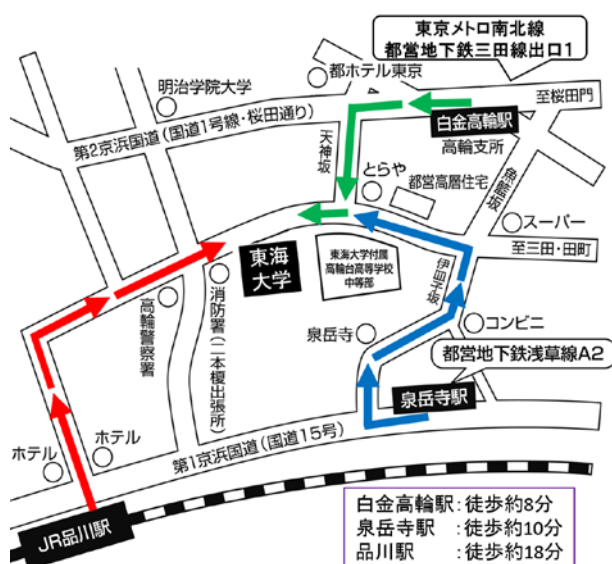 東京メトロ南北線
都営地下鉄三田線出口1
都ホテル東京
明治学院大学
至桜田門
白金高輪駅
第2京浜国道(国道1号線・桜田通り)
高輪支所
天神坂
とらや
魚籃坂
都営高層住宅
スーパー
東海
大学
東海大学付属
高輪台高等学校
中等部
至三田・田町
伊皿子坂
高輪警察署
消防署(二本榎出張所)
泉岳寺
コンビニ
都営地下鉄浅草線A2
泉岳寺駅
ホテル
ホテル
第1京浜国道(国道15号)
JR品川駅
白金高輪駅:徒歩約8分
泉岳寺駅 :徒歩約10分
品川駅 :徒歩約18分